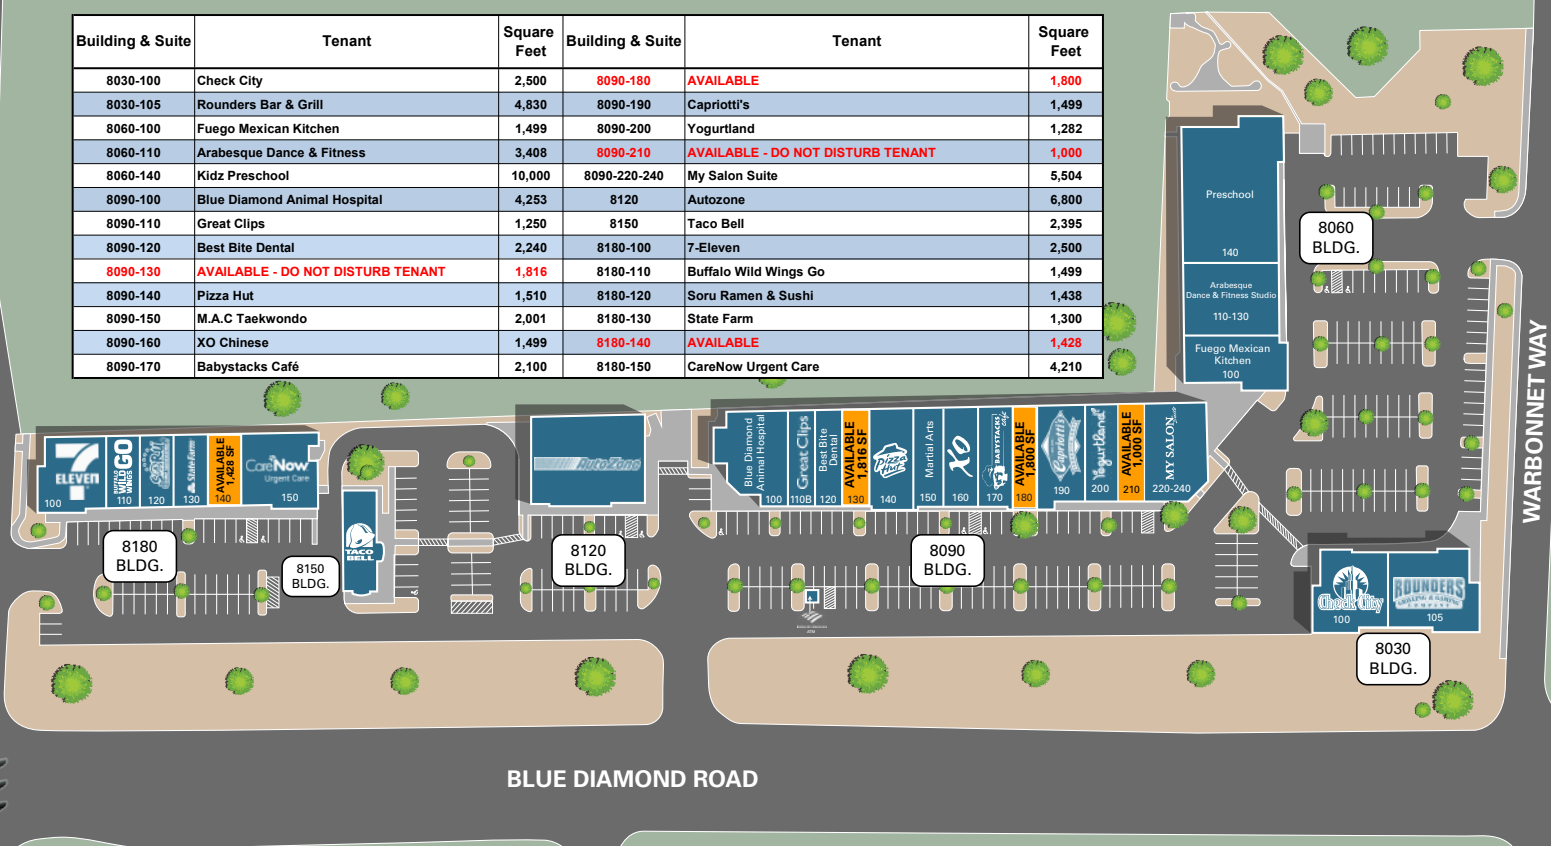 Building & Suite Tenant Square Feet Building & Suite Tenant Square Feet
8030-100 Check City 2,500 8090-180 AVAILABLE 1,800
8030-105 Rounders Bar & Grill 4,830 8090-190 Capriotti's 1,499
8060-100 Fuego Mexican Kitchen 1,499 8090-200 Yogurtland 1,282
8060-110 Arabesque Dance & Fitness 3,408 8090-210 AVAILABLE - DO NOT DISTURB TENANT 1,000
8060-140 Kidz Preschool 10,000 8090-220-240 My Salon Suite 5,504
8090-100 Blue Diamond Animal Hospital 4,253 8120 Autozone 6,800
8090-110 Great Clips 1,250 8150 Taco Bell 2,395
8090-120 Best Bite Dental 2,240 8180-100 7-Eleven 2,500
8090-130 AVAILABLE - DO NOT DISTURB TENANT 1,816 8180-110 Buffalo Wild Wings Go 1,499
8090-140 Pizza Hut 1,510 8180-120 Soru Ramen & Sushi 1,438
8090-150 M.A.C Taekwondo 2,001 8180-130 State Farm 1,300
8090-160 XO Chinese 1,499 8180-140 AVAILABLE 1,428
8090-170 Babystacks Café 2,100 8180-150 CareNow Urgent Care 4,210
Preschool
140
8060
BLDG.
Arabesque
Dance & Fitness Studio
110-130
Fuego Mexican
Kitchen
100
WARBONNET WAY
7
ELEVEN
100
BUFFALO
WILD
WINGS
GO
110
120
StateFarm
130
AVAILABLE
1,428 SF
140
CareNow
Urgent Care
150
8180
BLDG.
TACO
BELL
8150
BLDG.
AutoZone
8120
BLDG.
Blue Diamond
Animal Hospital
100
Great Clips
110B
Best Bite
Dental
120
AVAILABLE
1,816 SF
130
Pizza
Hut
140
Martial Arts
150
XO
160
BABYSTACKS
cafe
170
AVAILABLE
1,800 SF
180
Capriotti's
190
Yogurtland
200
AVAILABLE
1,000 SF
210
MY SALON
Suite
220-240
8090
BLDG.
ATM
Check City
100
ROUNDERS
105
8030
BLDG.
BLUE DIAMOND ROAD